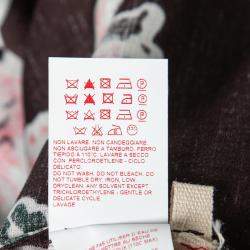 NON LAVARE. NON CANDEGGIARE.
NON ASCIUGARE A TAMBURO. FERRO
TIEPIDO A 110°C. LAVARE A SECCO
CON PERCLOROETILENE - CICLO
DELICATO
DO NOT WASH. DO NOT BLEACH. DO
NOT TUMBLE DRY. IRON, LOW.
DRYCLEAN, ANY SOLVENT EXCEPT
TRICHLOROETHYLENE - GENTLE OR
DELICATE CYCLE.
LAVAGE